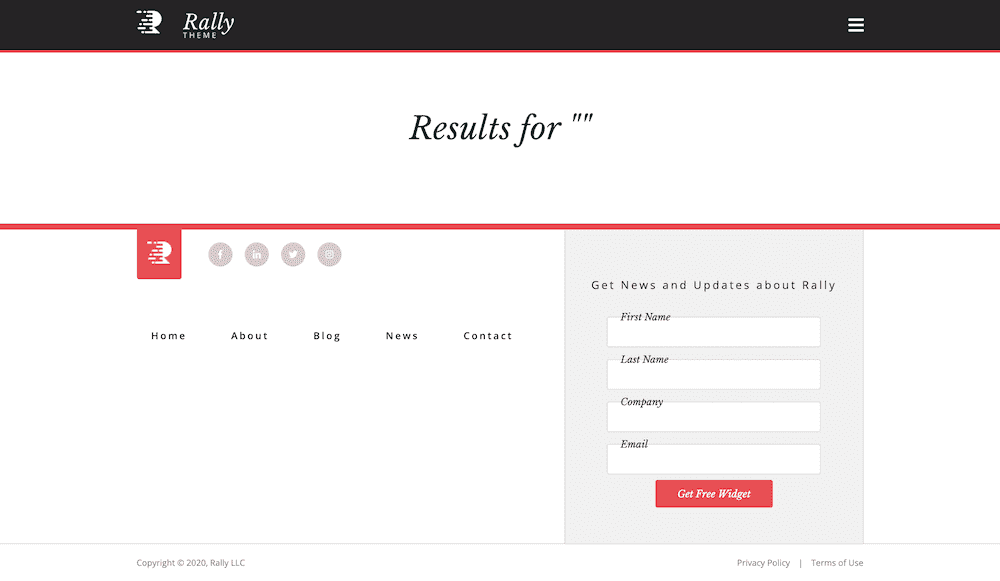 Rally
THEME
Results for ""
Home About Blog News Contact
Get News and Updates about Rally
First Name
Last Name
Company
Email
Get Free Widget
Copyright © 2020, Rally LLC
Privacy Policy | Terms of Use